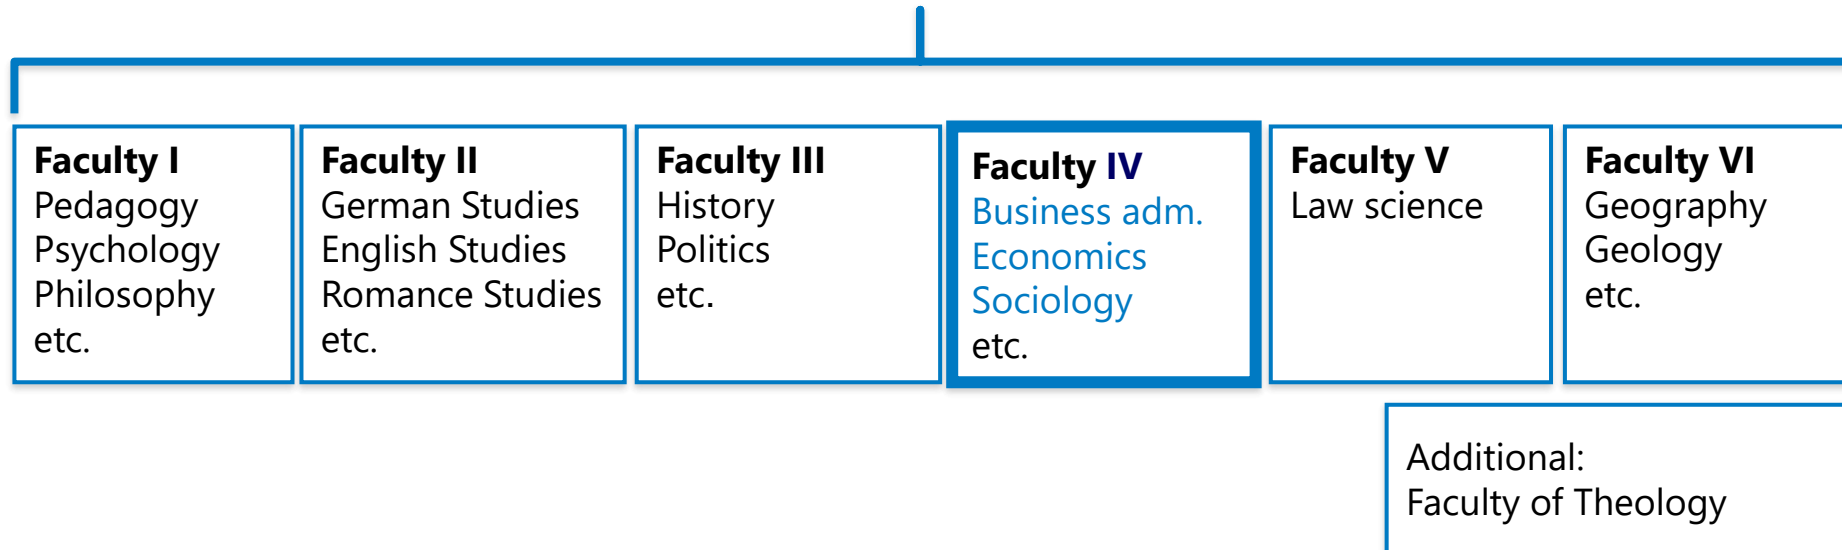 Faculty I
Pedagogy
Psychology
Philosophy
etc.
Faculty II
German Studies
English Studies
Romance Studies
etc.
Faculty III
History
Politics
etc.
Faculty IV
Business adm.
Economics
Sociology
etc.
Faculty V
Law science
Faculty VI
Geography
Geology
etc.
Additional:
Faculty of Theology